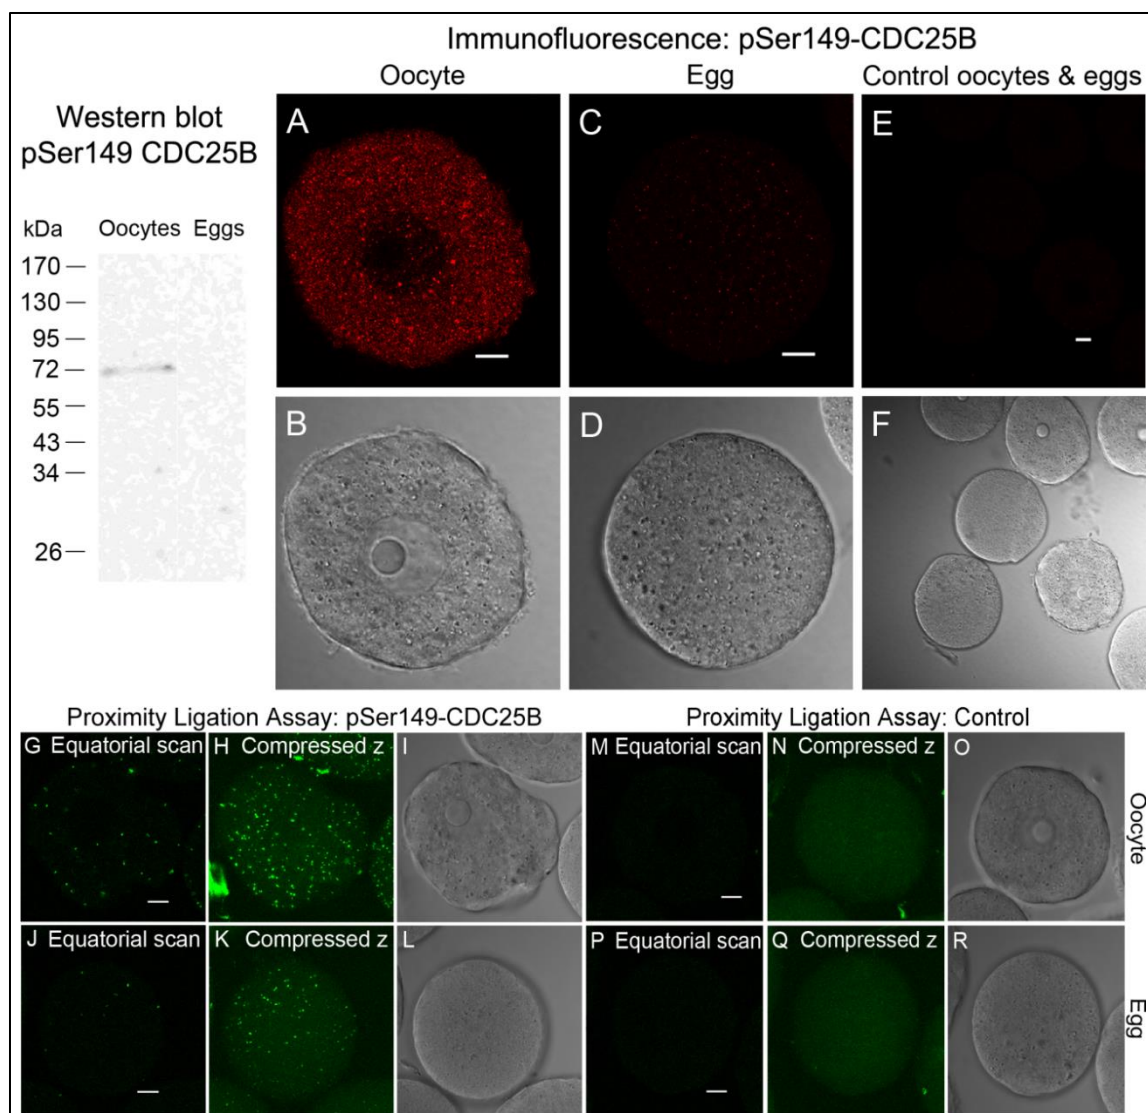 Immunofluorescence: pSer149-CDC25B
Oocyte
Egg
Control oocytes & eggs
Western blot
pSer149 CDC25B
kDa
Oocytes Eggs
170
130
95
72
55
43
34
26
A
C
E
B
D
F
Proximity Ligation Assay: pSer149-CDC25B
Proximity Ligation Assay: Control
G Equatorial scan
H Compressed z
I
M Equatorial scan
N Compressed z
O
Oocyte
J Equatorial scan
K Compressed z
L
P Equatorial scan
Q Compressed z
R
Egg